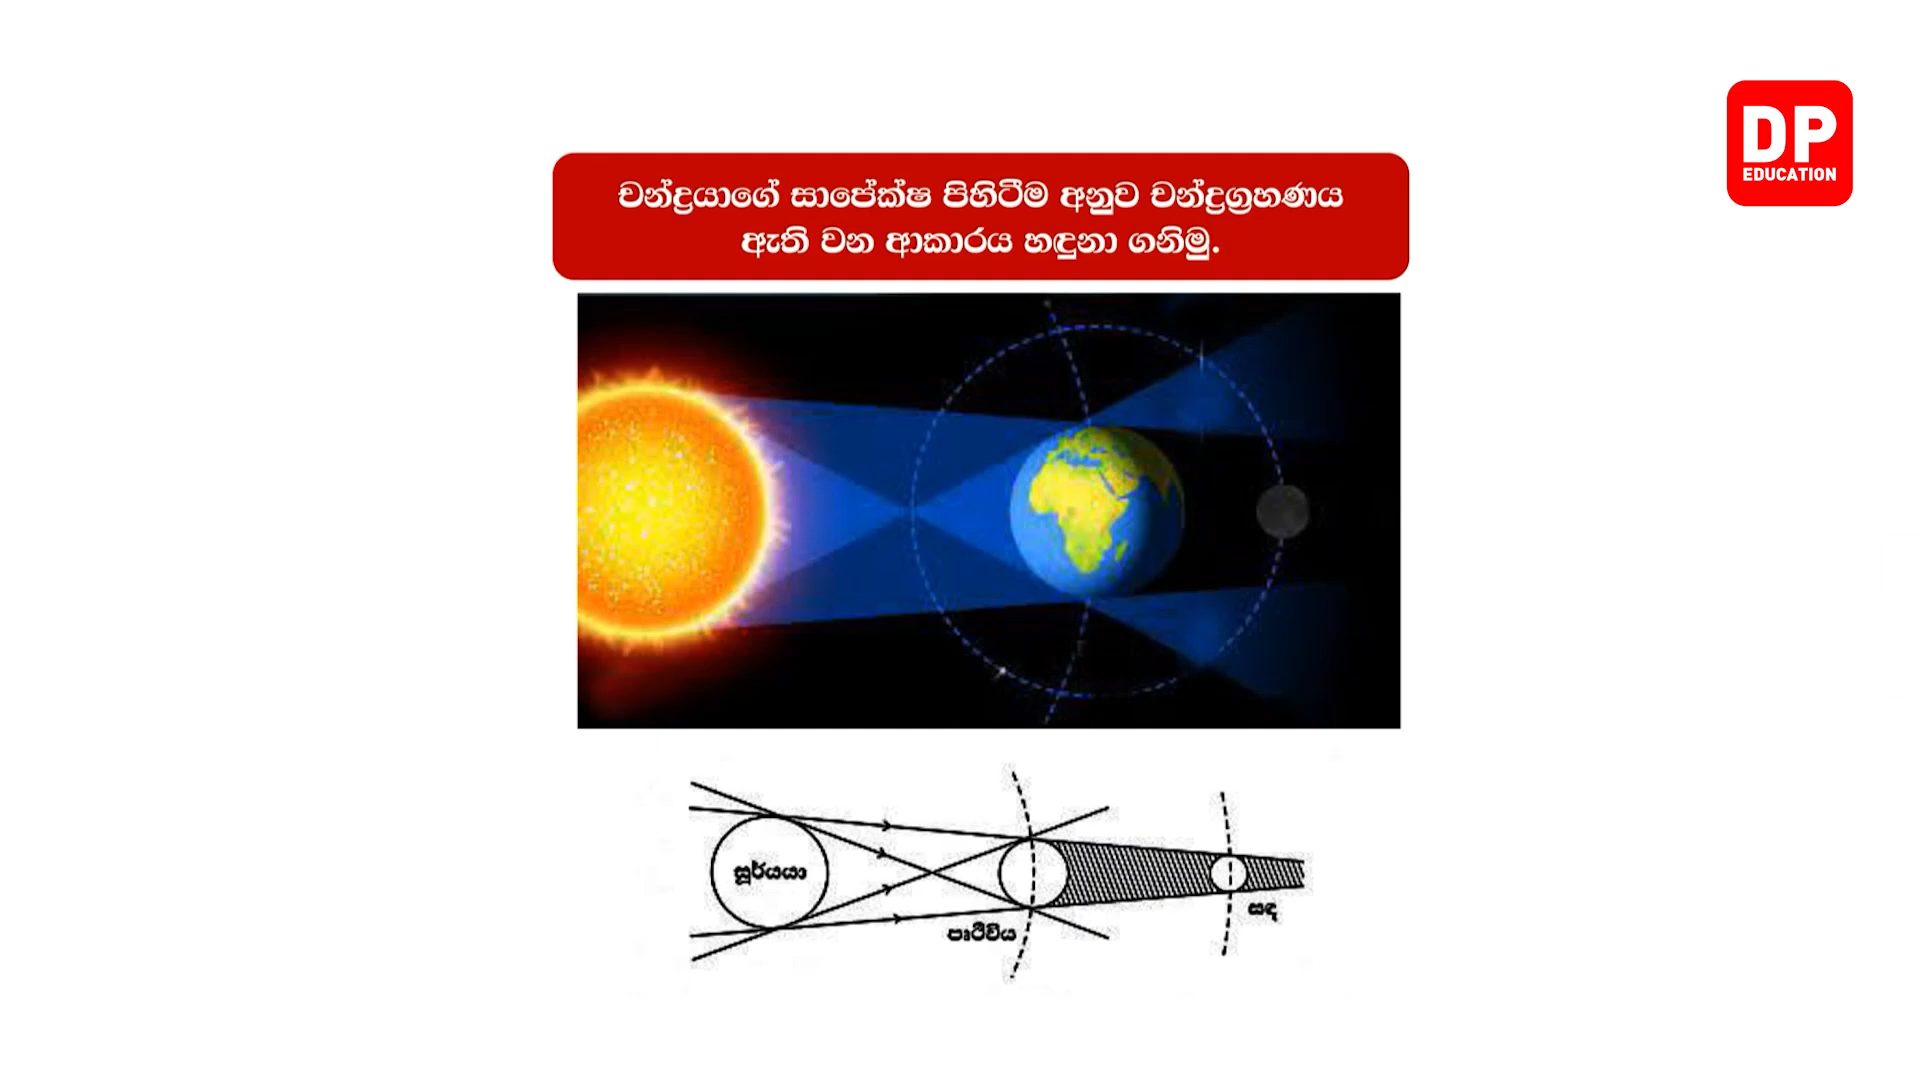 DP
EDUCATION
චන්ද්‍රයාගේ සාපේක්ෂ පිහිටීම අනුව චන්ද්‍රග්‍රහණය
ඇති වන ආකාරය හඳුනා ගනිමු.
සූර්යයා
පෘථිවිය
සඳ